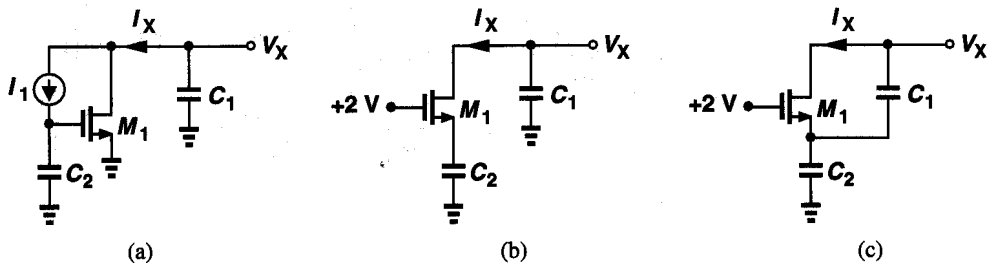 I_X
V_X
I_1
M_1
C_1
C_2
(a)
I_X
V_X
+2 V
M_1
C_1
C_2
(b)
I_X
V_X
+2 V
M_1
C_1
C_2
(c)